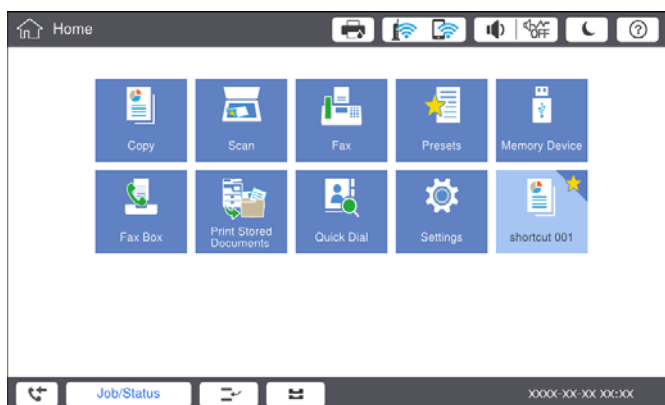 Home
OFF
?
Copy
Scan
Fax
Presets
Memory Device
Fax Box
Print Stored
Documents
Quick Dial
Settings
shortcut 001
Job/Status
XXXX-XX-XX XX:XX